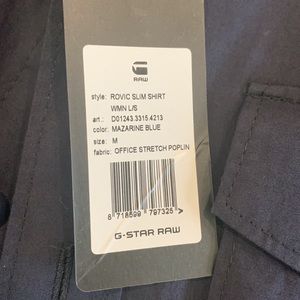 RAW
style: ROVIC SLIM SHIRT
WMN L/S
art.: D01243.3315.4213
color: MAZARINE BLUE
size: M
fabric: OFFICE STRETCH POPLIN
8 718599 797325 >
G-STAR RAW